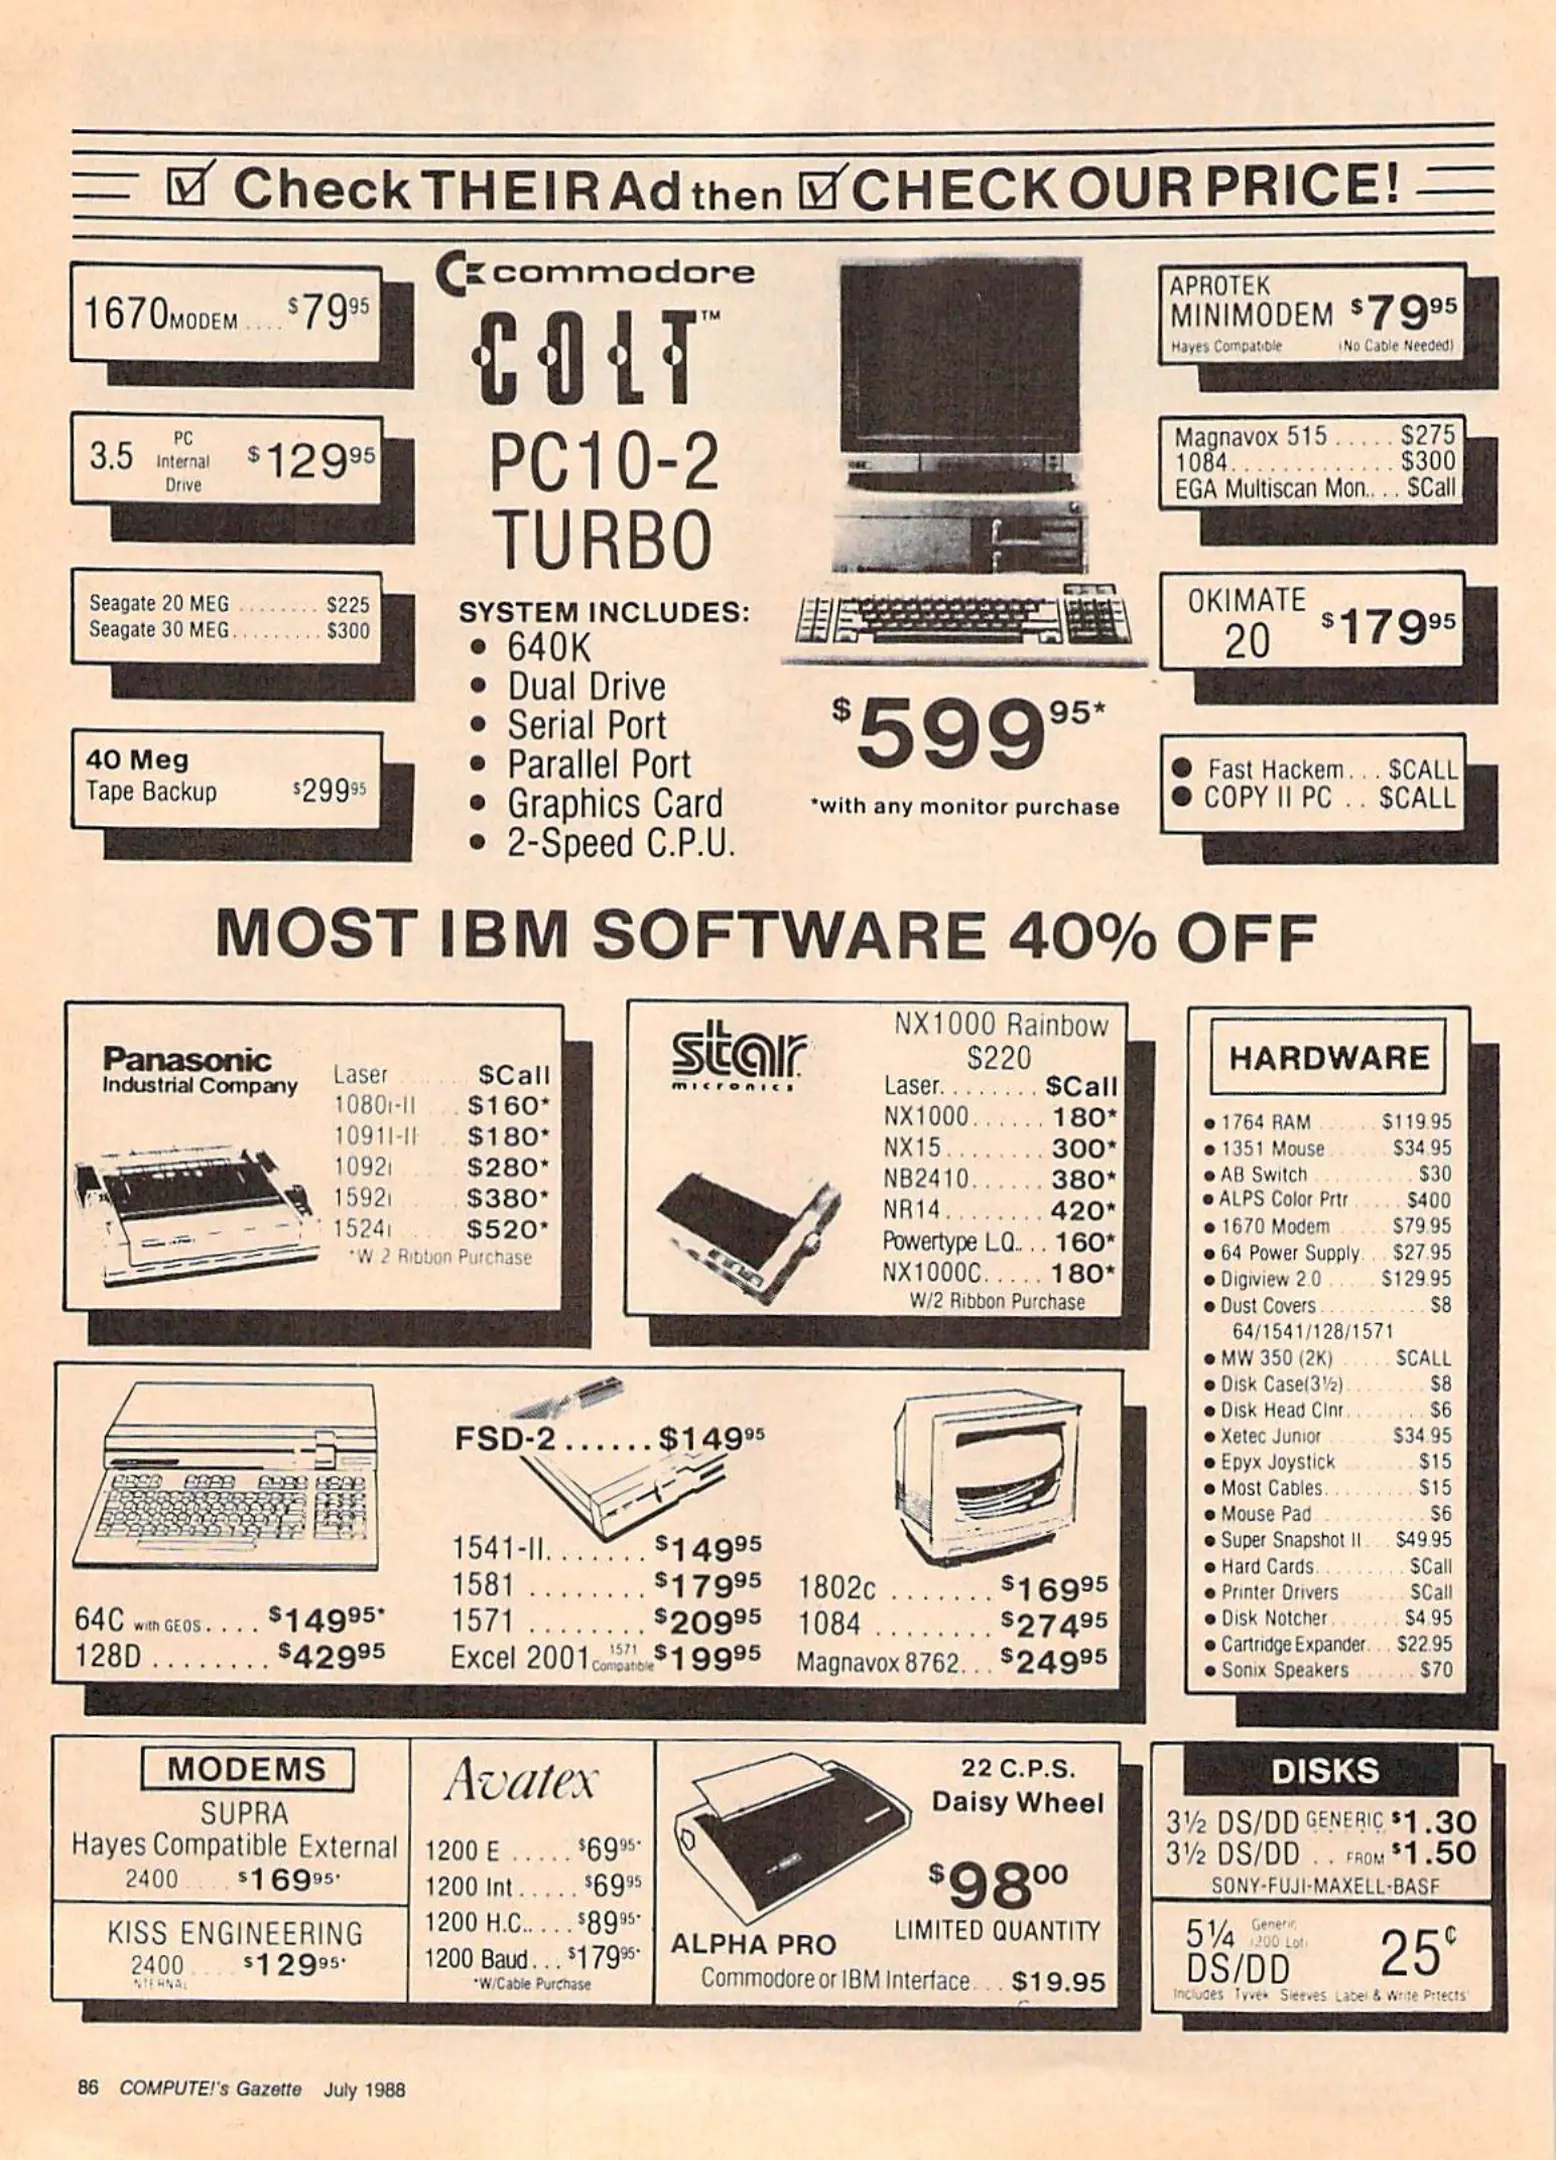 ☑ Check THEIR Ad then ☑ CHECK OUR PRICE!
1670 MODEM .... $79 95
3.5 PC Internal Drive $129 95
Seagate 20 MEG ........ $225
Seagate 30 MEG ......... $300
40 Meg
Tape Backup $299 95
commodore
COLT™
PC10-2
TURBO
SYSTEM INCLUDES:
• 640K
• Dual Drive
• Serial Port
• Parallel Port
• Graphics Card
• 2-Speed C.P.U.
$599 95*
*with any monitor purchase
APROTEK
MINIMODEM $79 95
Hayes Compatible (No Cable Needed)
Magnavox 515 ..... $275
1084 ............. $300
EGA Multiscan Mon.... $Call
OKIMATE
20 $179 95
• Fast Hackem... $CALL
• COPY II PC .. $CALL
MOST IBM SOFTWARE 40% OFF
Panasonic
Industrial Company
Laser ...... $Call
1080i-II ... $160*
1091I-II .. $180*
1092i $280*
1592i .... $380*
1524i .... $520*
*W 2 Ribbon Purchase
star
micronics
NX1000 Rainbow
$220
Laser ........ $Call
NX1000 ...... 180*
NX15 ......... 300*
NB2410 ...... 380*
NR14 ........ 420*
Powertype L.Q.... 160*
NX1000C ..... 180*
W/2 Ribbon Purchase
HARDWARE
• 1764 RAM ...... $119.95
• 1351 Mouse ...... $34.95
• AB Switch .......... $30
• ALPS Color Prtr ..... $400
• 1670 Modem ..... $79.95
• 64 Power Supply... $27.95
• Digiview 2.0 ..... $129.95
• Dust Covers ........... $8
64/1541/128/1571
• MW 350 (2K) ..... $CALL
• Disk Case(3½) ........ $8
• Disk Head Clnr ........ $6
• Xetec Junior ...... $34.95
• Epyx Joystick ....... $15
• Most Cables ......... $15
• Mouse Pad ........... $6
• Super Snapshot II ... $49.95
• Hard Cards ......... $Call
• Printer Drivers ...... $Call
• Disk Notcher ....... $4.95
• Cartridge Expander... $22.95
• Sonix Speakers ...... $70
64C with GEOS .... $149 95*
128D ........ $429 95
FSD-2 ...... $149 95
1541-II ....... $149 95
1581 ........ $179 95
1571 ........ $209 95
Excel 2001 1571 Compatible $199 95
1802c ....... $169 95
1084 ........ $274 95
Magnavox 8762 ... $249 95
MODEMS
SUPRA
Hayes Compatible External
2400 .... $169 95*
KISS ENGINEERING
2400 .... $129 95*
INTERNAL
Avatex
1200 E ..... $69 95*
1200 Int ..... $69 95
1200 H.C. .... $89 95*
1200 Baud ... $179 95*
*W/Cable Purchase
22 C.P.S.
Daisy Wheel
$98 00
LIMITED QUANTITY
ALPHA PRO
Commodore or IBM Interface ... $19.95
DISKS
3½ DS/DD GENERIC $1.30
3½ DS/DD .. FROM $1.50
SONY-FUJI-MAXELL-BASF
5¼ Generic (200 Lot)
DS/DD 25¢
Includes Tyvek Sleeves Label & Write Prtects
86 COMPUTE!'s Gazette July 1988